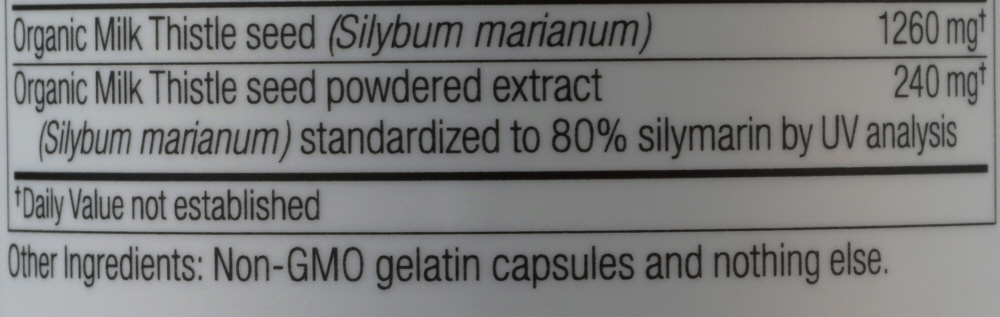 Organic Milk Thistle seed (Silybum marianum) 1260 mg†
Organic Milk Thistle seed powdered extract 240 mg†
(Silybum marianum) standardized to 80% silymarin by UV analysis
†Daily Value not established
Other Ingredients: Non-GMO gelatin capsules and nothing else.